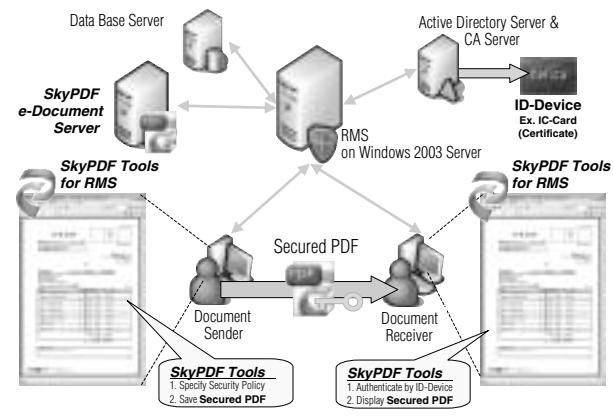 Data Base Server
Active Directory Server &
CA Server
SkyPDF
e-Document
Server
ID-Device
Ex. IC-Card
(Certificate)
RMS
on Windows 2003 Server
SkyPDF Tools
for RMS
SkyPDF Tools
for RMS
Secured PDF
Document
Sender
Document
Receiver
SkyPDF Tools
1. Specify Security Policy
2. Save Secured PDF
SkyPDF Tools
1. Authenticate by ID-Device
2. Display Secured PDF